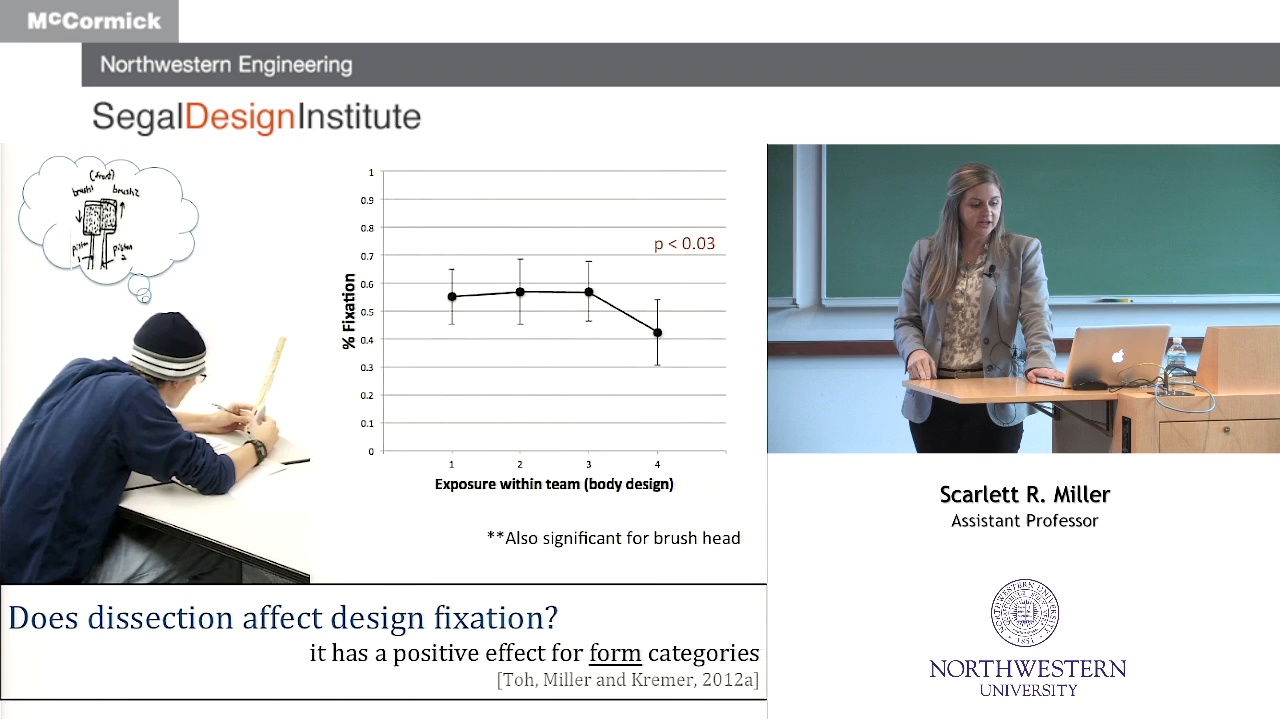 McCormick
Northwestern Engineering
SegalDesignInstitute
(front)
brush1 brush2
piston piston
1 2
1
0.9
0.8
0.7
0.6
0.5
0.4
0.3
0.2
0.1
0
% Fixation
p < 0.03
1 2 3 4
Exposure within team (body design)
**Also significant for brush head
Does dissection affect design fixation?
it has a positive effect for form categories
[Toh, Miller and Kremer, 2012a]
Scarlett R. Miller
Assistant Professor
1851
NORTHWESTERN
UNIVERSITY